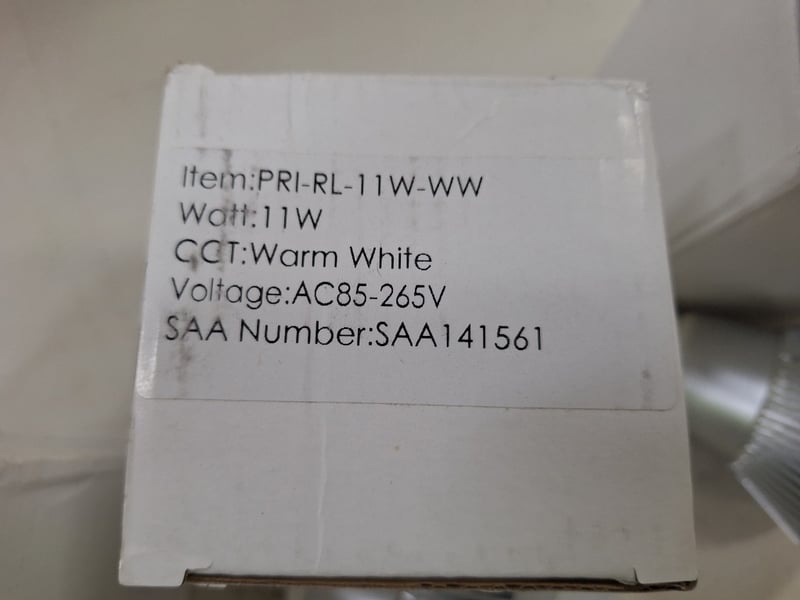 Item:PRI-RL-11W-WW
Watt:11W
CCT:Warm White
Voltage:AC85-265V
SAA Number:SAA141561